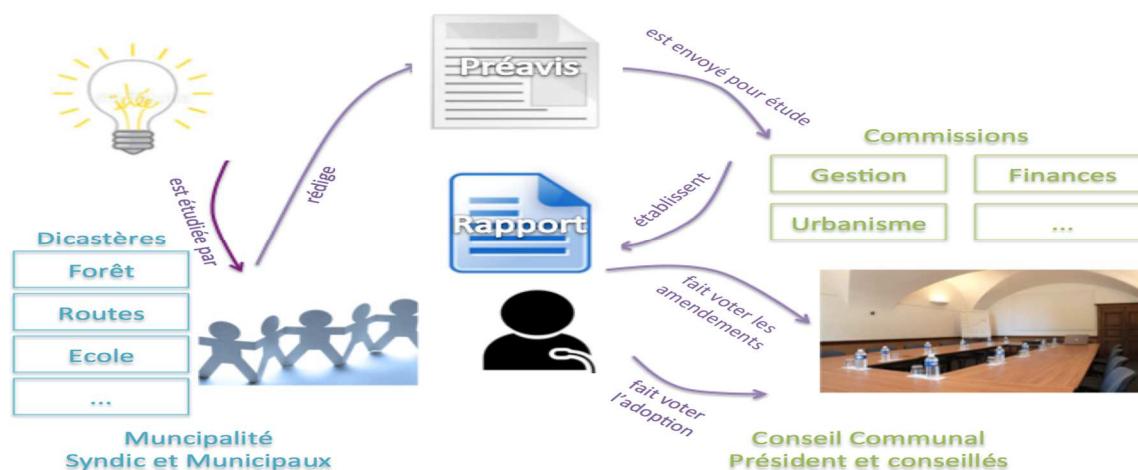 idée
est étudiée par
rédige
Préavis
est envoyé pour étude
Commissions
Gestion
Finances
Urbanisme
...
établissent
Rapport
fait voter les
amendements
fait voter
l'adoption
Dicastères
Forêt
Routes
Ecole
...
Muncipalité
Syndic et Municipaux
Conseil Communal
Président et conseillés